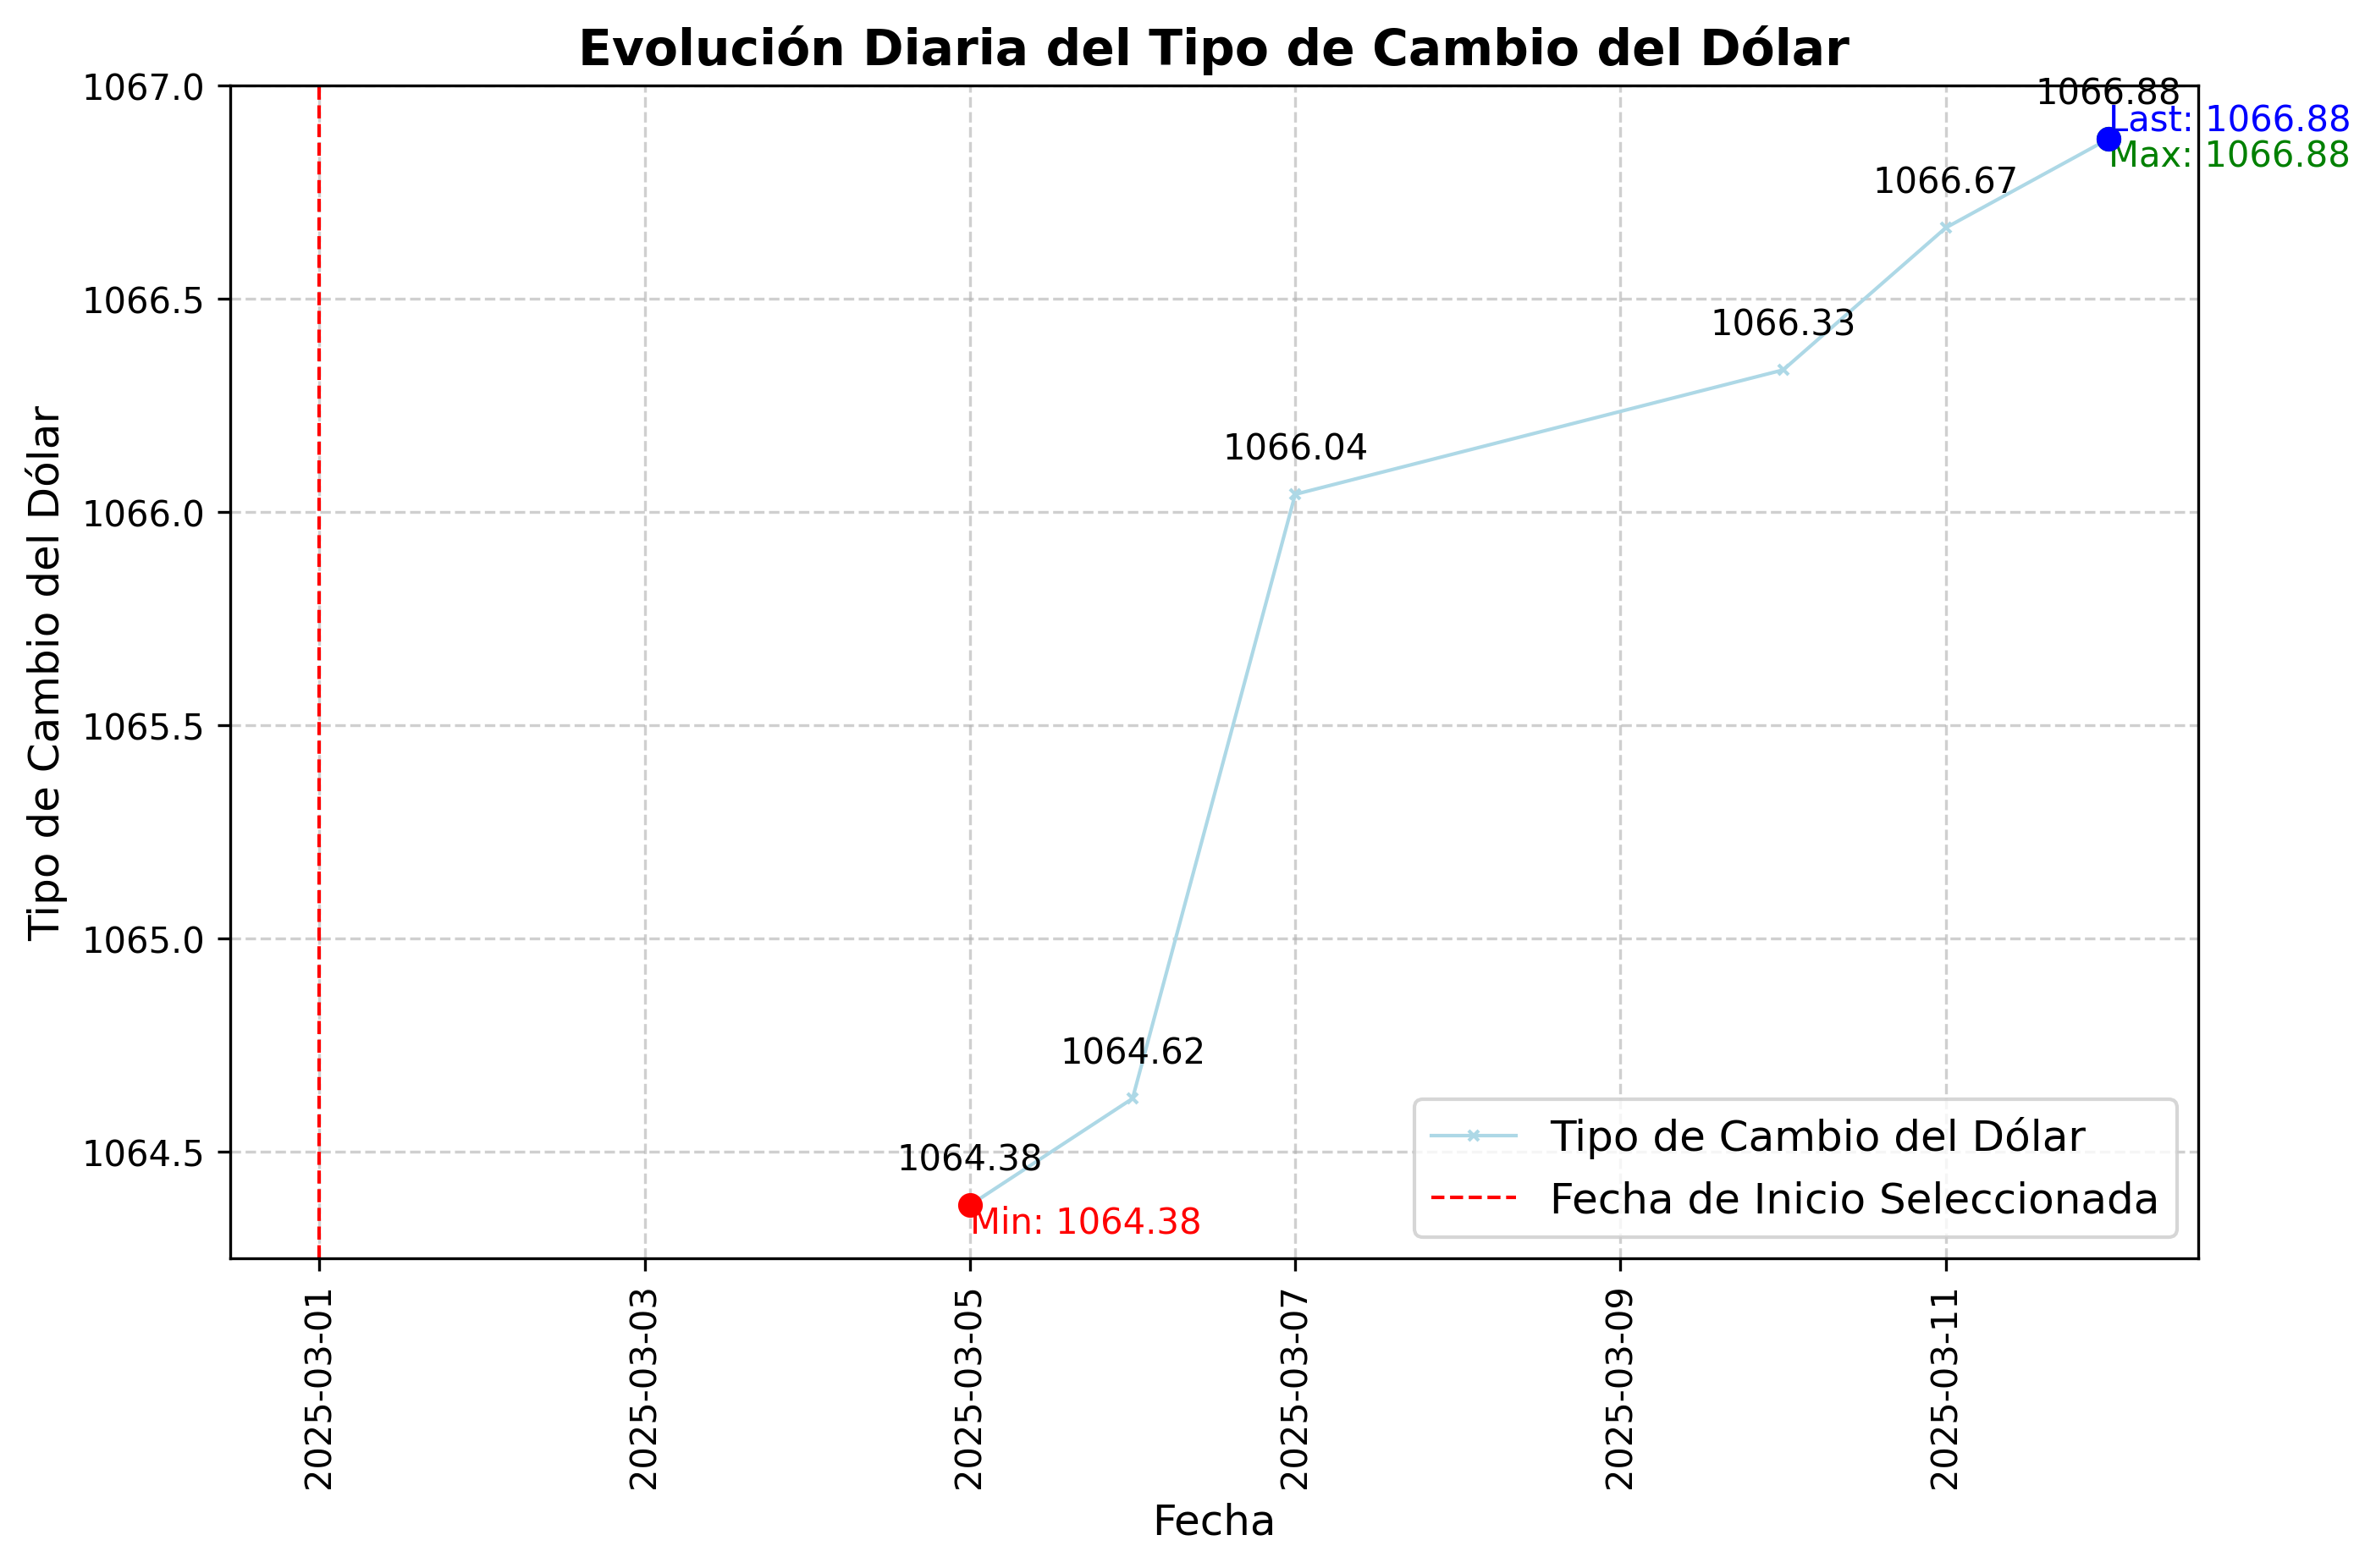 Evolución Diaria del Tipo de Cambio del Dólar
Tipo de Cambio del Dólar
1067.0
1066.5
1066.0
1065.5
1065.0
1064.5
1066.88
Last: 1066.88
Max: 1066.88
1066.67
1066.33
1066.04
1064.62
1064.38
Min: 1064.38
Tipo de Cambio del Dólar
Fecha de Inicio Seleccionada
2025-03-01
2025-03-03
2025-03-05
2025-03-07
2025-03-09
2025-03-11
Fecha